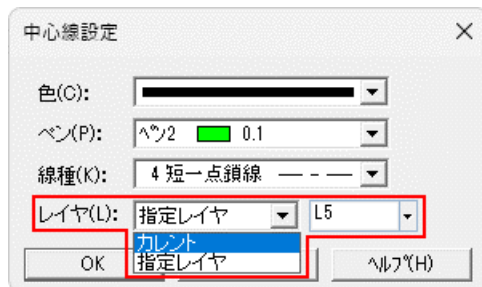 中心線設定
色(C):
ペン(P): ペン2 0.1
線種(K): 4 短一点鎖線
レイヤ(L): 指定レイヤ L5
カレント
指定レイヤ
OK
ヘルプ(H)